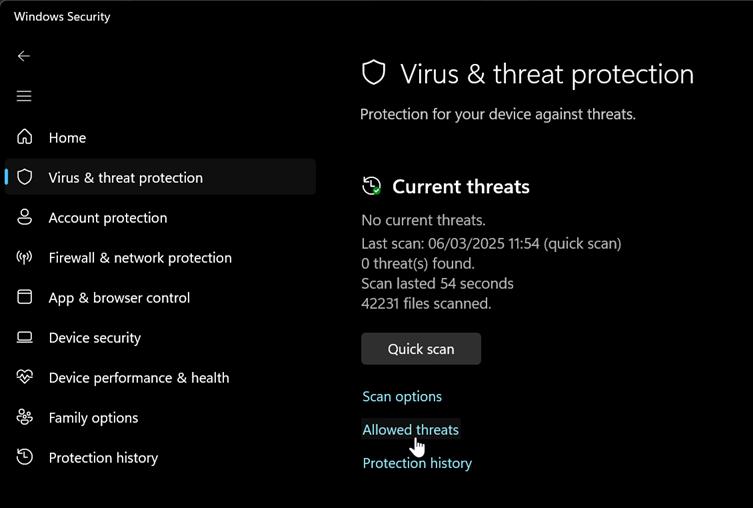 Windows Security
Home
Virus & threat protection
Account protection
Firewall & network protection
App & browser control
Device security
Device performance & health
Family options
Protection history
Virus & threat protection
Protection for your device against threats.
Current threats
No current threats.
Last scan: 06/03/2025 11:54 (quick scan)
0 threat(s) found.
Scan lasted 54 seconds
42231 files scanned.
Quick scan
Scan options
Allowed threats
Protection history